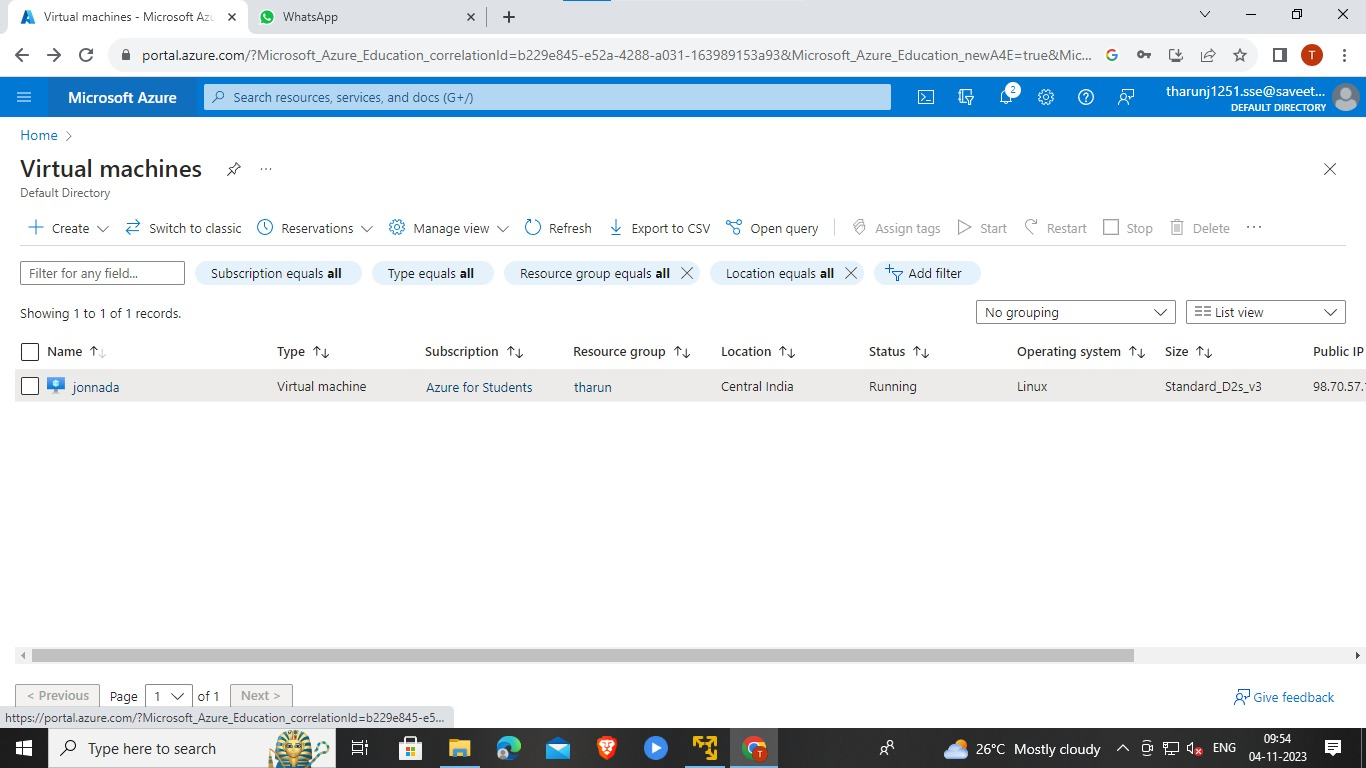 Virtual machines - Microsoft Az
WhatsApp
portal.azure.com/?Microsoft_Azure_Education_correlationId=b229e845-e52a-4288-a031-163989153a93&Microsoft_Azure_Education_newA4E=true&Mic...
T
Microsoft Azure
Search resources, services, and docs (G+/)
2
tharunj1251.sse@saveet...
DEFAULT DIRECTORY
Home >
Virtual machines
...
Default Directory
Create
Switch to classic
Reservations
Manage view
Refresh
Export to CSV
Open query
Assign tags
Start
Restart
Stop
Delete
...
Filter for any field...
Subscription equals all
Type equals all
Resource group equals all
Location equals all
Add filter
Showing 1 to 1 of 1 records.
No grouping
List view
Name Type Subscription Resource group Location Status Operating system Size Public IP
jonnada Virtual machine Azure for Students tharun Central India Running Linux Standard_D2s_v3 98.70.57.
< Previous Page 1 of 1 Next >
Give feedback
https://portal.azure.com/?Microsoft_Azure_Education_correlationId=b229e845-e5...
Type here to search
T
26°C Mostly cloudy
ENG
09:54
04-11-2023